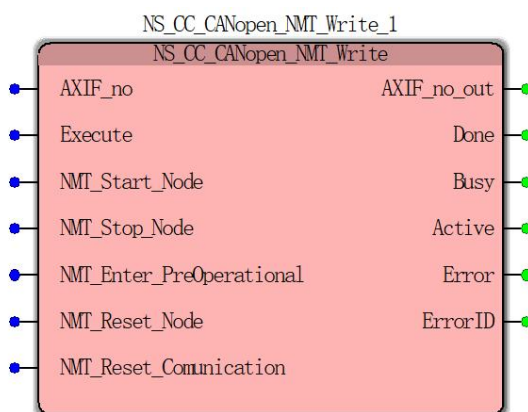 NS_CC_CANopen_NMT_Write_1
NS_CC_CANopen_NMT_Write
AXIF_no AXIF_no_out
Execute Done
NMT_Start_Node Busy
NMT_Stop_Node Active
NMT_Enter_PreOperational Error
NMT_Reset_Node ErrorID
NMT_Reset_Comunication